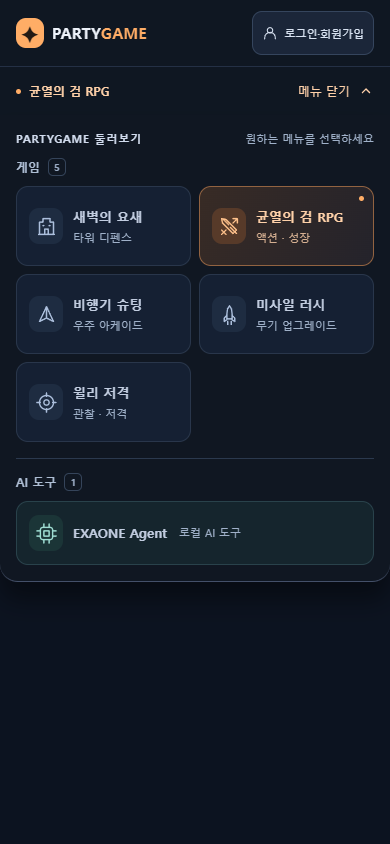 PARTYGAME
로그인·회원가입
균열의 검 RPG
메뉴 닫기
PARTYGAME 둘러보기
원하는 메뉴를 선택하세요
게임 5
새벽의 요새
타워 디펜스
균열의 검 RPG
액션 · 성장
비행기 슈팅
우주 아케이드
미사일 러시
무기 업그레이드
윌리 저격
관찰 · 저격
AI 도구 1
EXAONE Agent 로컬 AI 도구